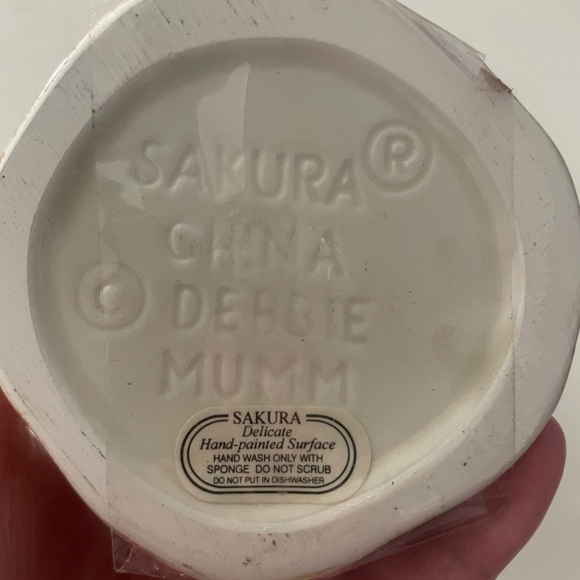 SAKURA®
CHINA
© DEBBIE
MUMM
SAKURA
Delicate
Hand-painted Surface
HAND WASH ONLY WITH
SPONGE DO NOT SCRUB
DO NOT PUT IN DISHWASHER